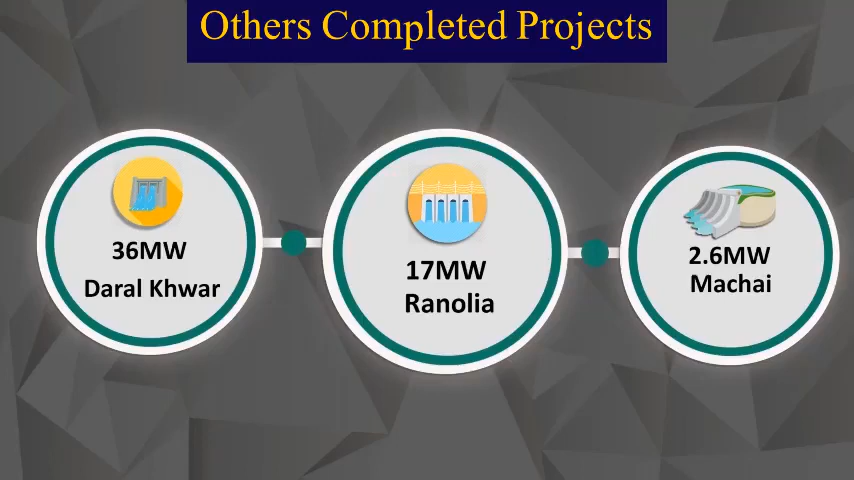 Others Completed Projects
36MW
Daral Khwar
17MW
Ranolia
2.6MW
Machai